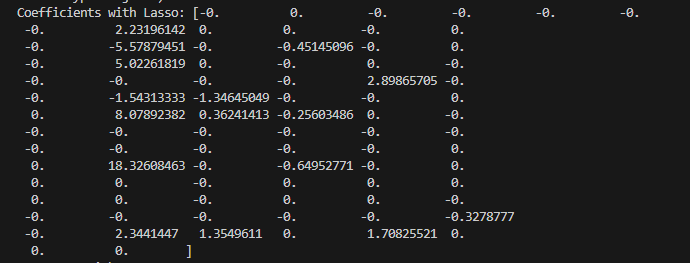 Coefficients with Lasso: [-0. 0. -0. -0. -0. -0.
-0. 2.23196142 0. 0. -0. 0.
-0. -5.57879451 -0. -0.45145096 -0. 0.
-0. 5.02261819 0. 0. -0. 0.
-0. -0. -0. -0. 2.89865705 -0.
-0. -1.54313333 -1.34645049 -0. -0. 0.
0. 8.07892382 0.36241413 -0.25603486 0. -0.
-0. -0. -0. -0. -0. 0.
-0. -0. -0. -0. -0. 0.
0. 18.32608463 -0. -0.64952771 -0. 0.
0. 0. -0. 0. 0. 0.
0. 0. -0. 0. 0. -0.
-0. -0. -0. -0. -0. -0.3278777
-0. 2.3441447 1.3549611 0. 1.70825521 0.
0. 0. ]